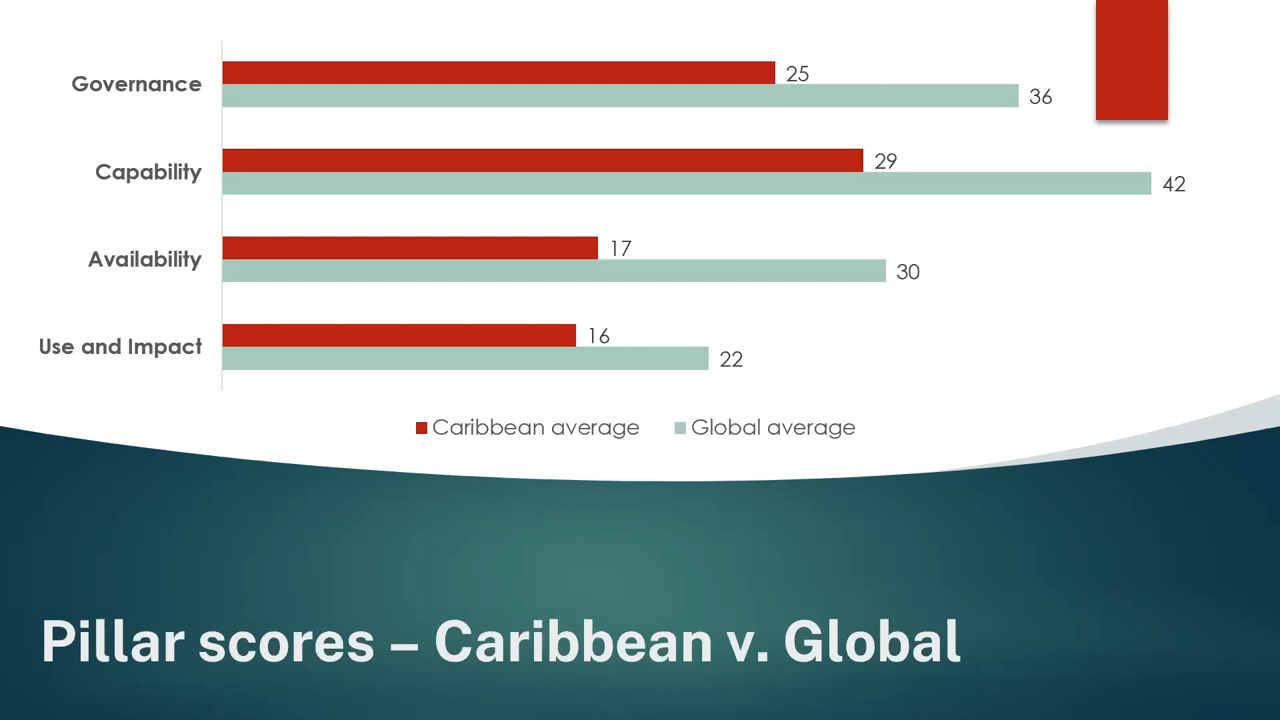 Governance
25
36
Capability
29
42
Availability
17
30
Use and Impact
16
22
Caribbean average
Global average
Pillar scores – Caribbean v. Global